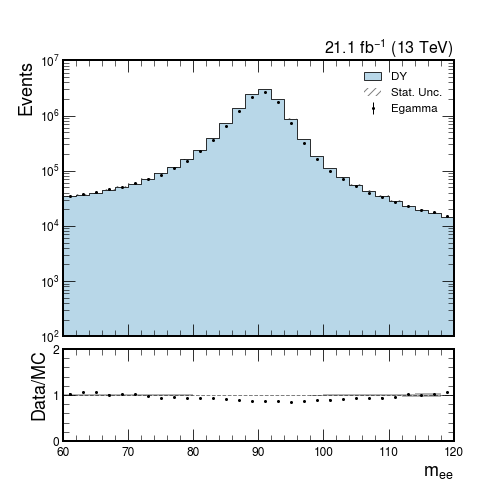 21.1 fb⁻¹ (13 TeV)
Events
10⁷
10⁶
10⁵
10⁴
10³
10²
DY
Stat. Unc.
Egamma
Data/MC
2
1
0
60 70 80 90 100 110 120
m_ee